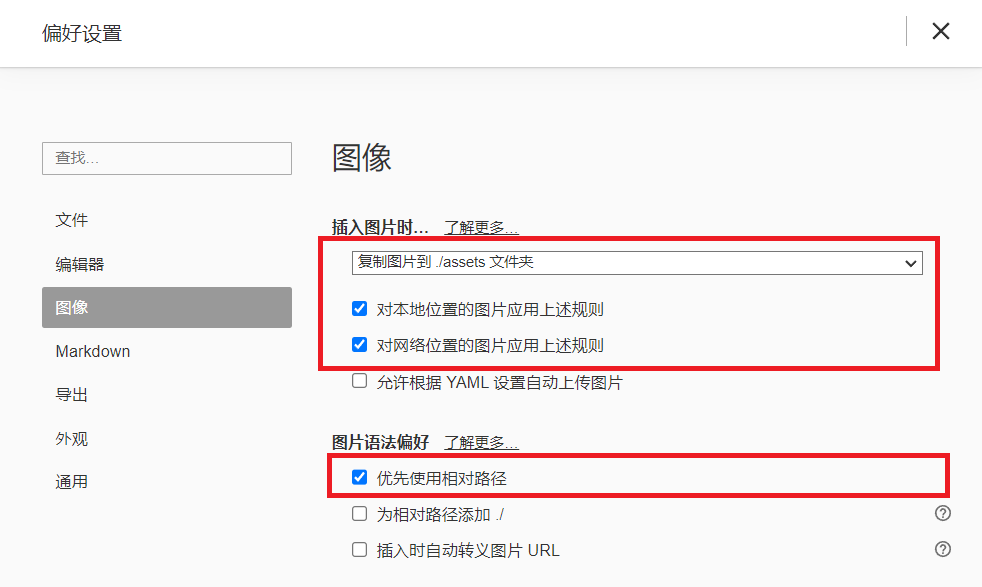 偏好设置
查找...
文件
编辑器
图像
Markdown
导出
外观
通用
图像
插入图片时... 了解更多...
复制图片到 ./assets 文件夹
对本地位置的图片应用上述规则
对网络位置的图片应用上述规则
允许根据 YAML 设置自动上传图片
图片语法偏好 了解更多...
优先使用相对路径
为相对路径添加 ./
插入时自动转义图片 URL